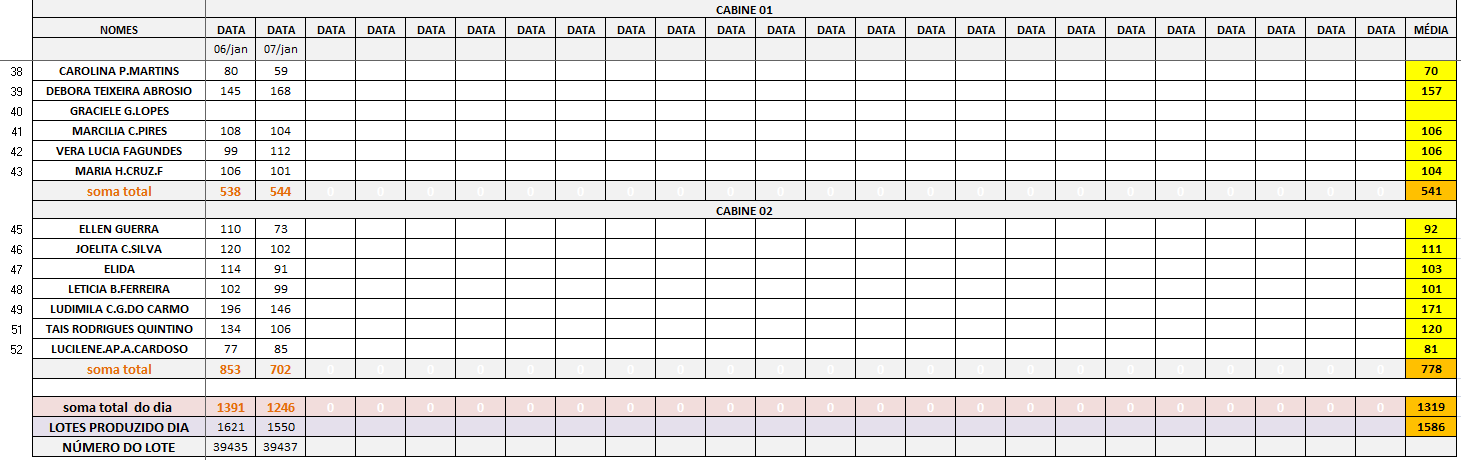 CABINE 01
NOMES DATA DATA DATA DATA DATA DATA DATA DATA DATA DATA DATA DATA DATA DATA DATA DATA DATA DATA DATA DATA DATA DATA DATA DATA MÉDIA
06/jan 07/jan
38 CAROLINA P.MARTINS 80 59 70
39 DEBORA TEIXEIRA ABROSIO 145 168 157
40 GRACIELE G.LOPES
41 MARCILIA C.PIRES 108 104 106
42 VERA LUCIA FAGUNDES 99 112 106
43 MARIA H.CRUZ.F 106 101 104
soma total 538 544 0 0 0 0 0 0 0 0 0 0 0 0 0 0 0 0 0 0 0 0 0 0 541
CABINE 02
45 ELLEN GUERRA 110 73 92
46 JOELITA C.SILVA 120 102 111
47 ELIDA 114 91 103
48 LETICIA B.FERREIRA 102 99 101
49 LUDIMILA C.G.DO CARMO 196 146 171
51 TAIS RODRIGUES QUINTINO 134 106 120
52 LUCILENE.AP.A.CARDOSO 77 85 81
soma total 853 702 0 0 0 0 0 0 0 0 0 0 0 0 0 0 0 0 0 0 0 0 0 0 778
soma total do dia 1391 1246 0 0 0 0 0 0 0 0 0 0 0 0 0 0 0 0 0 0 0 0 0 0 1319
LOTES PRODUZIDO DIA 1621 1550 1586
NÚMERO DO LOTE 39435 39437